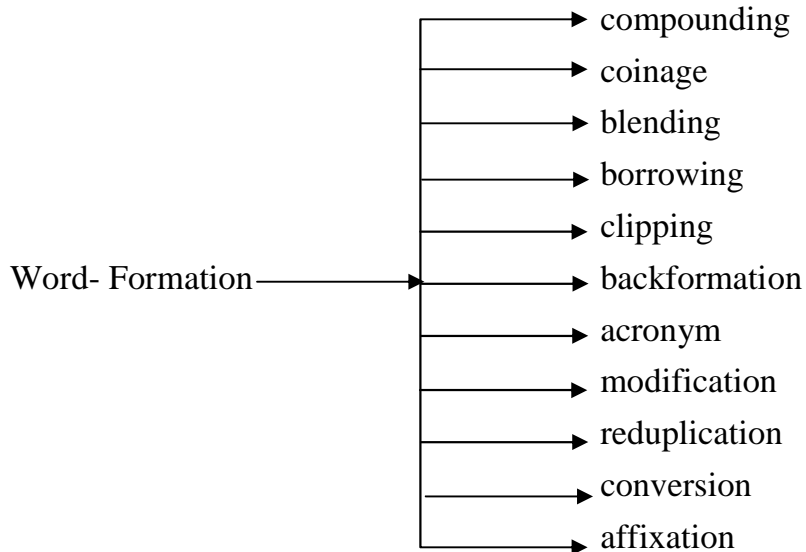 compounding
coinage
blending
borrowing
clipping
Word- Formation
backformation
acronym
modification
reduplication
conversion
affixation